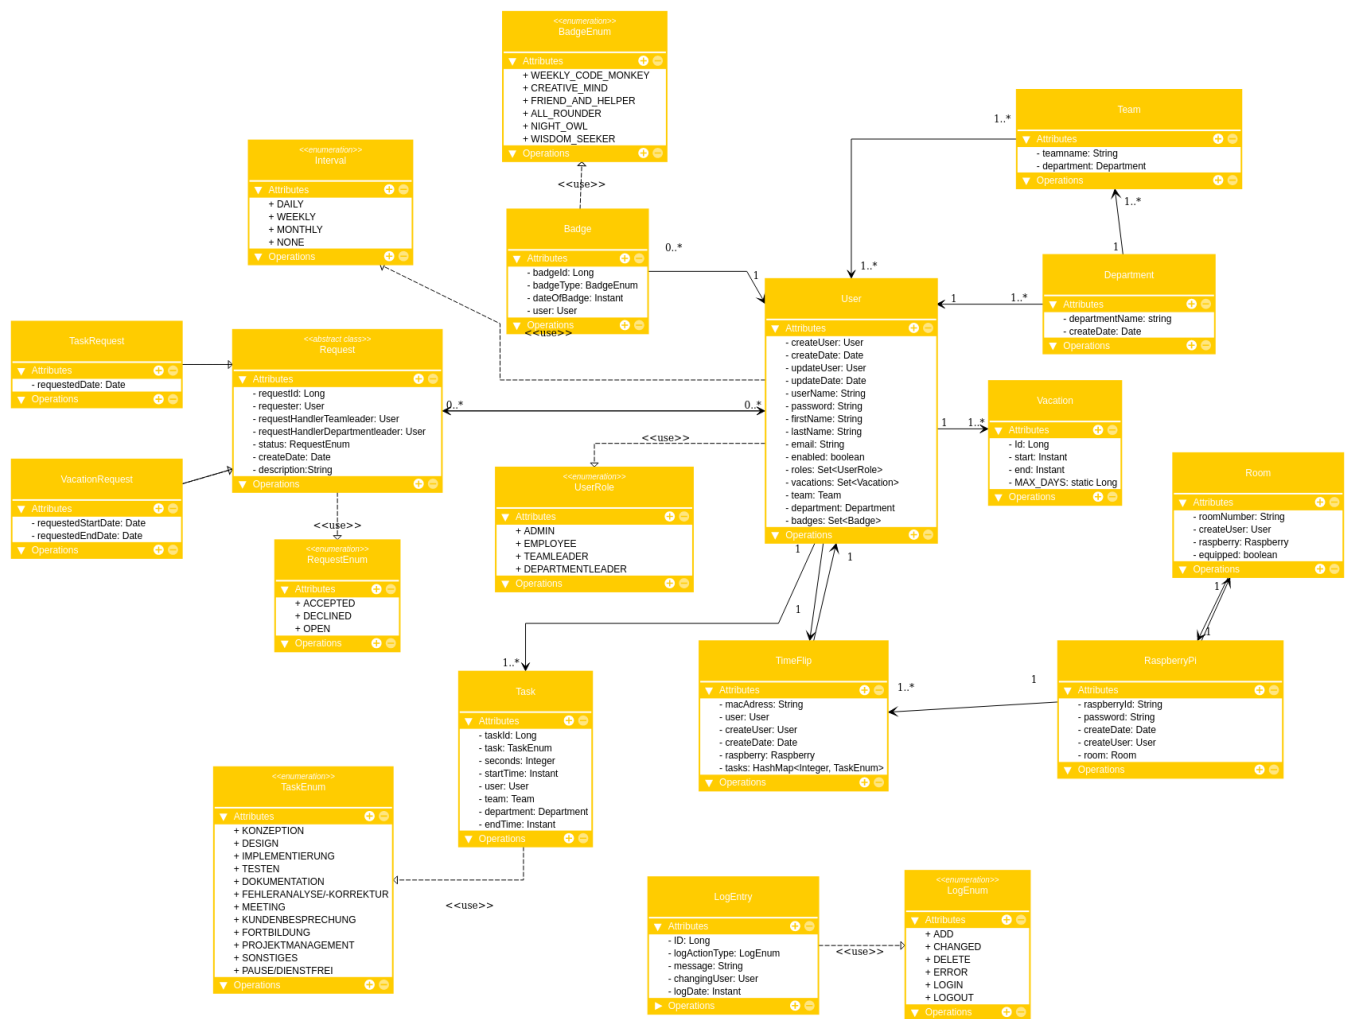 <<enumeration>>
BadgeEnum
Attributes
+ WEEKLY_CODE_MONKEY
+ CREATIVE_MIND
+ FRIEND_AND_HELPER
+ ALL_ROUNDER
+ NIGHT_OWL
+ WISDOM_SEEKER
Operations
<<use>>
<<enumeration>>
Interval
Attributes
+ DAILY
+ WEEKLY
+ MONTHLY
+ NONE
Operations
<<use>>
Team
Attributes
- teamname: String
- department: Department
Operations
1..*
1..*
1..*
1
Badge
Attributes
- badgeId: Long
- badgeType: BadgeEnum
- dateOfBadge: Instant
- user: User
Operations
0..*
1
Department
Attributes
- departmentName: string
- createDate: Date
Operations
1
1..*
User
Attributes
- createUser: User
- createDate: Date
- updateUser: User
- updateDate: Date
- userName: String
- password: String
- firstName: String
- lastName: String
- email: String
- enabled: boolean
- roles: Set<UserRole>
- vacations: Set<Vacation>
- team: Team
- department: Department
- badges: Set<Badge>
Operations
TaskRequest
Attributes
- requestedDate: Date
Operations
<<abstract class>>
Request
Attributes
- requestId: Long
- requester: User
- requestHandlerTeamleader: User
- requestHandlerDepartmentleader: User
- status: RequestEnum
- createDate: Date
- description:String
Operations
0..*
0..*
<<use>>
VacationRequest
Attributes
- requestedStartDate: Date
- requestedEndDate: Date
Operations
<<use>>
<<enumeration>>
RequestEnum
Attributes
+ ACCEPTED
+ DECLINED
+ OPEN
Operations
<<enumeration>>
UserRole
Attributes
+ ADMIN
+ EMPLOYEE
+ TEAMLEADER
+ DEPARTMENTLEADER
Operations
1
1..*
Vacation
Attributes
- Id: Long
- start: Instant
- end: Instant
- MAX_DAYS: static Long
Operations
Room
Attributes
- roomNumber: String
- createUser: User
- raspberry: Raspberry
- equipped: boolean
Operations
1
1
1
1
1
1..*
Task
Attributes
- taskId: Long
- task: TaskEnum
- seconds: Integer
- startTime: Instant
- user: User
- team: Team
- department: Department
- endTime: Instant
Operations
TimeFlip
Attributes
- macAdress: String
- user: User
- createUser: User
- createDate: Date
- raspberry: Raspberry
- tasks: HashMap<Integer, TaskEnum>
Operations
1..*
1
RaspberryPi
Attributes
- raspberryId: String
- password: String
- createDate: Date
- createUser: User
- room: Room
Operations
<<enumeration>>
TaskEnum
Attributes
+ KONZEPTION
+ DESIGN
+ IMPLEMENTIERUNG
+ TESTEN
+ DOKUMENTATION
+ FEHLERANALYSE/-KORREKTUR
+ MEETING
+ KUNDENBESPRECHUNG
+ FORTBILDUNG
+ PROJEKTMANAGEMENT
+ SONSTIGES
+ PAUSE/DIENSTFREI
Operations
<<use>>
LogEntry
Attributes
- ID: Long
- logActionType: LogEnum
- message: String
- changingUser: User
- logDate: Instant
Operations
<<use>>
<<enumeration>>
LogEnum
Attributes
+ ADD
+ CHANGED
+ DELETE
+ ERROR
+ LOGIN
+ LOGOUT
Operations